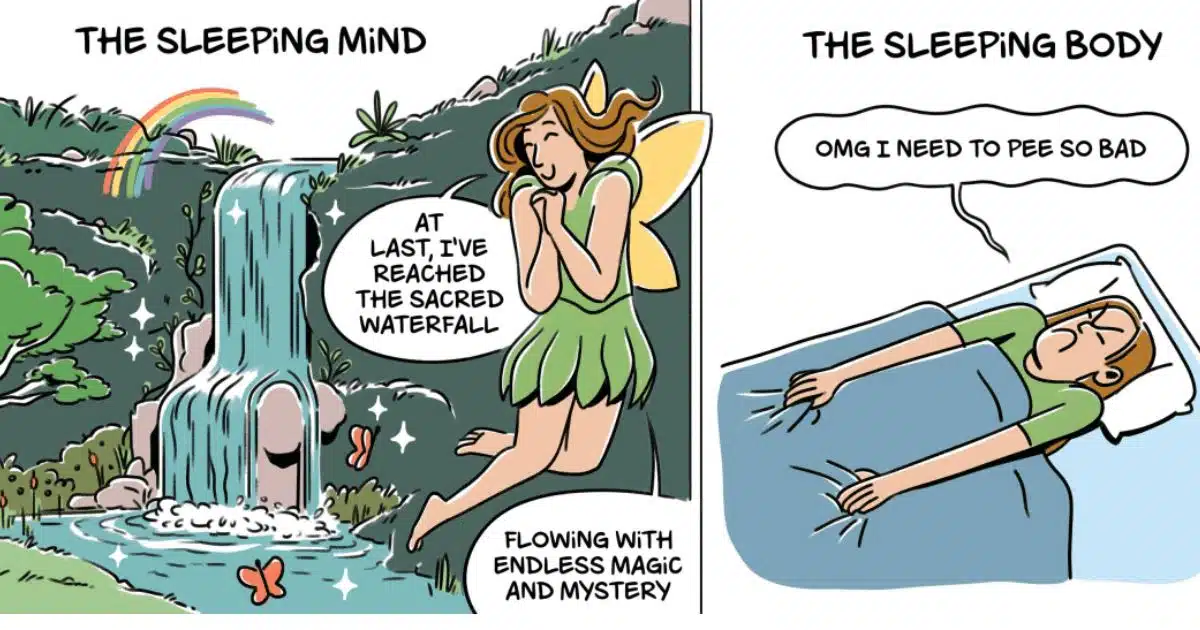 THE SLEEPING MIND
AT
LAST, I'VE
REACHED
THE SACRED
WATERFALL
FLOWING WITH
ENDLESS MAGIC
AND MYSTERY
THE SLEEPING BODY
OMG I NEED TO PEE SO BAD